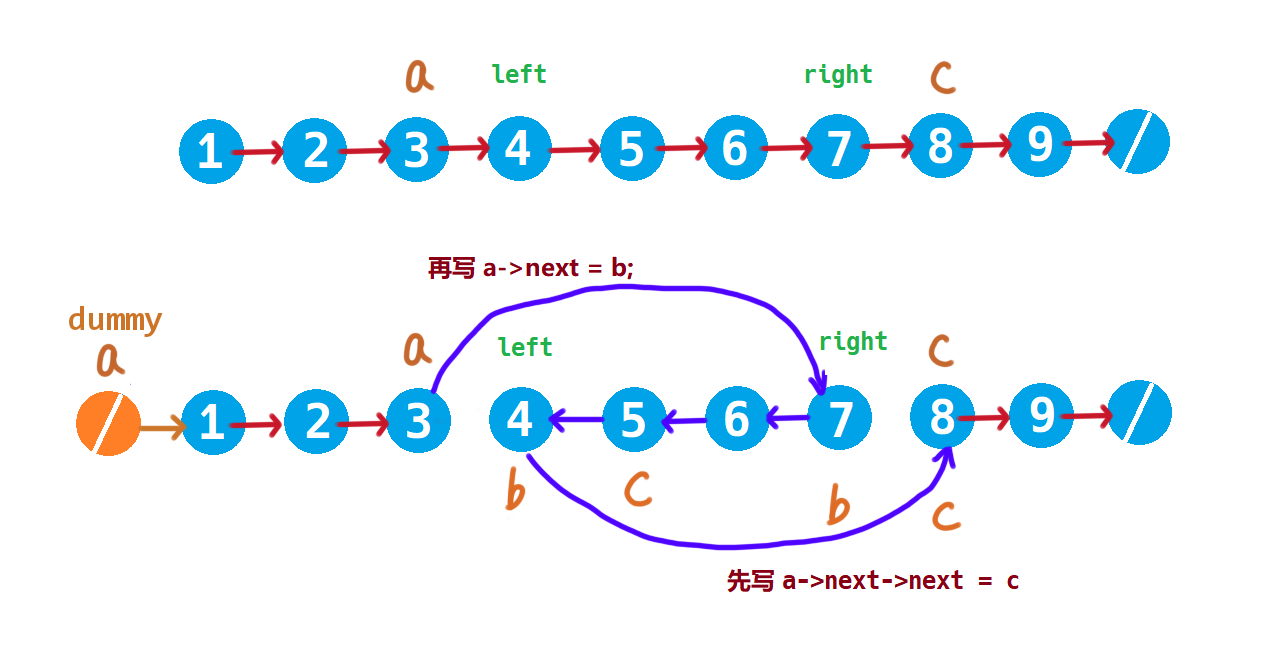 a left right c
1 2 3 4 5 6 7 8 9
再写 a->next = b;
dummy
a a left right c
1 2 3 4 5 6 7 8 9
b c b c
先写 a->next->next = c